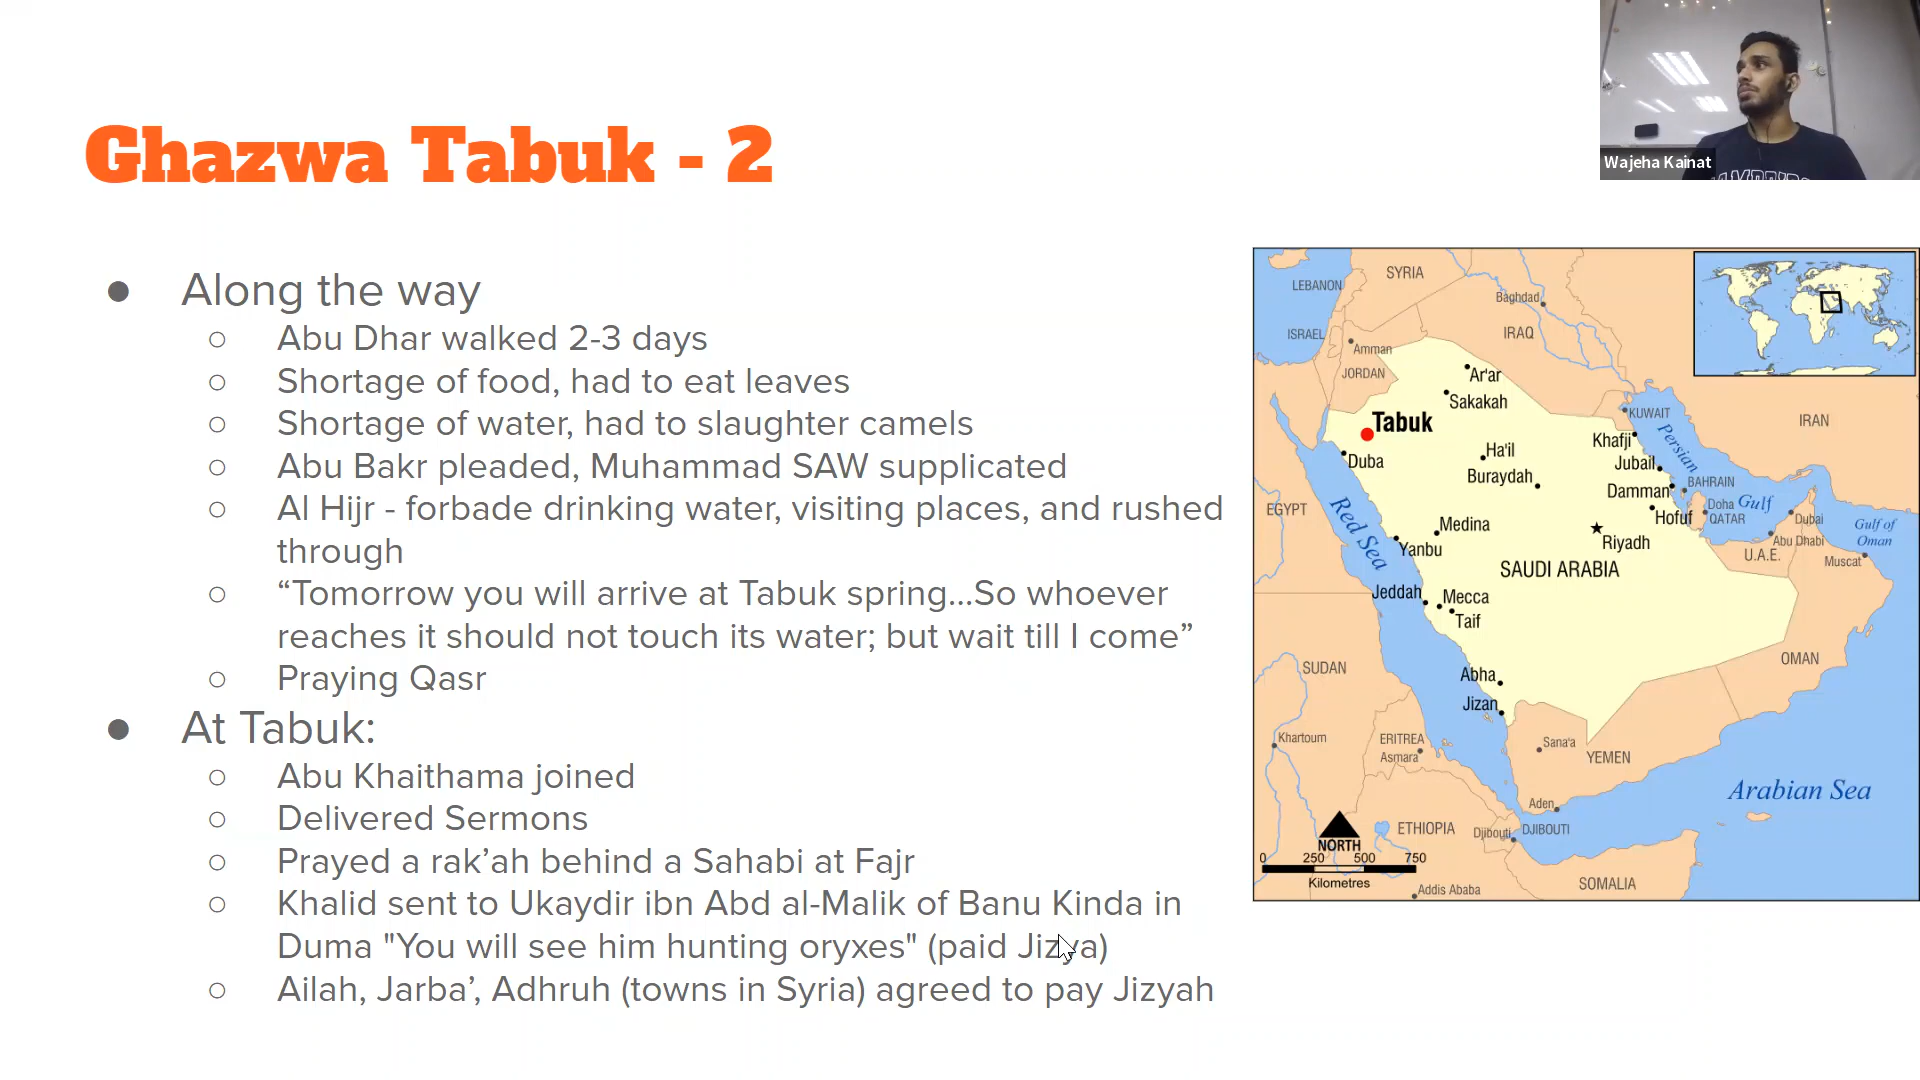 Ghazwa Tabuk - 2
Wajeha Kainat
● Along the way
○ Abu Dhar walked 2-3 days
○ Shortage of food, had to eat leaves
○ Shortage of water, had to slaughter camels
○ Abu Bakr pleaded, Muhammad SAW supplicated
○ Al Hijr - forbade drinking water, visiting places, and rushed
through
○ “Tomorrow you will arrive at Tabuk spring...So whoever
reaches it should not touch its water; but wait till I come”
○ Praying Qasr
● At Tabuk:
○ Abu Khaithama joined
○ Delivered Sermons
○ Prayed a rak’ah behind a Sahabi at Fajr
○ Khalid sent to Ukaydir ibn Abd al-Malik of Banu Kinda in
Duma "You will see him hunting oryxes" (paid Jizya)
○ Ailah, Jarba’, Adhruh (towns in Syria) agreed to pay Jizyah
SYRIA
LEBANON
Baghdad
ISRAEL
IRAQ
Amman
JORDAN
Ar'ar
Sakakah
KUWAIT
IRAN
Tabuk
Khafji
Persian
Gulf
Duba
Ha'il
Jubail
Buraydah
BAHRAIN
Damman
Doha
QATAR
EGYPT
Red Sea
Medina
Hofuf
Dubai
Gulf of
Oman
Yanbu
Riyadh
Abu Dhabi
U.A.E.
Muscat
SAUDI ARABIA
Jeddah
Mecca
Taif
OMAN
SUDAN
Abha
Jizan
Khartoum
ERITREA
Asmara
Sana'a
YEMEN
Arabian Sea
Aden
ETHIOPIA
Djibouti
DJIBOUTI
NORTH
0 250 500 750
Kilometres
Addis Ababa
SOMALIA